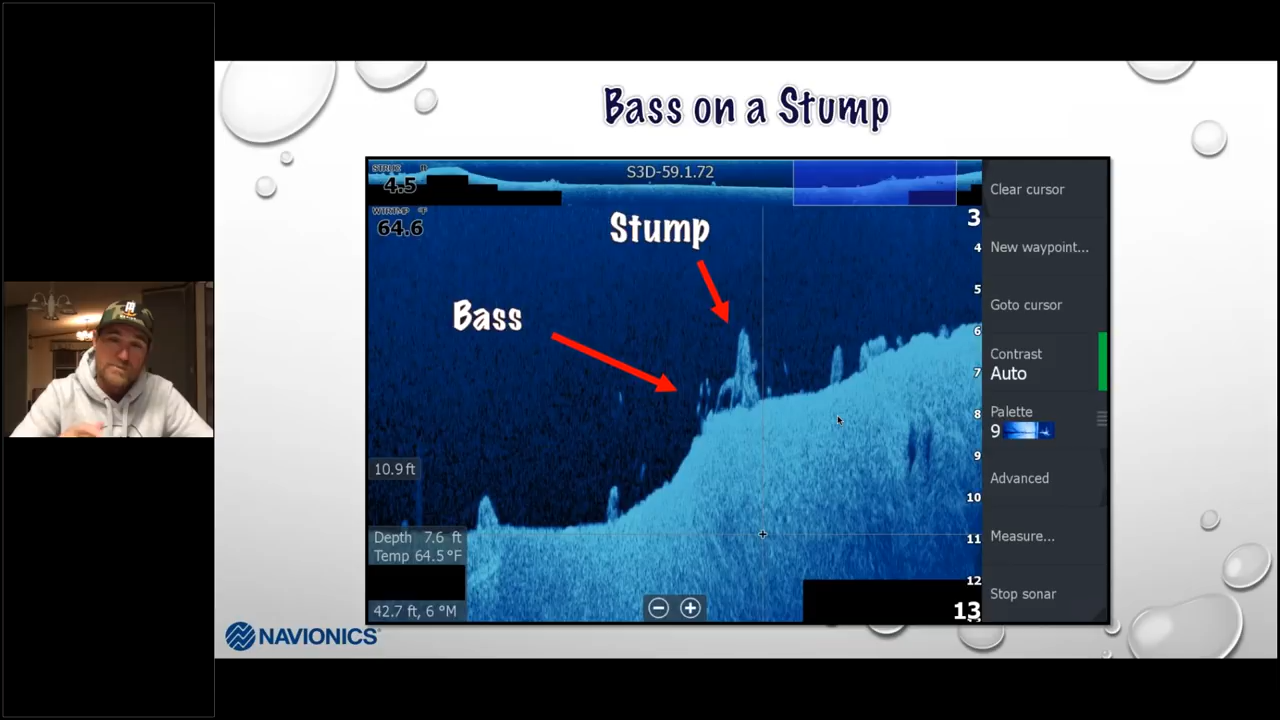 Bass on a Stump
S3D-59.1.72
4.5
64.6
Stump
Bass
3
4
5
6
7
8
9
10
11
12
13
10.9 ft
Depth 7.6 ft
Temp 64.5 °F
42.7 ft, 6 °M
Clear cursor
New waypoint...
Goto cursor
Contrast
Auto
Palette
9
Advanced
Measure...
Stop sonar
NAVIONICS